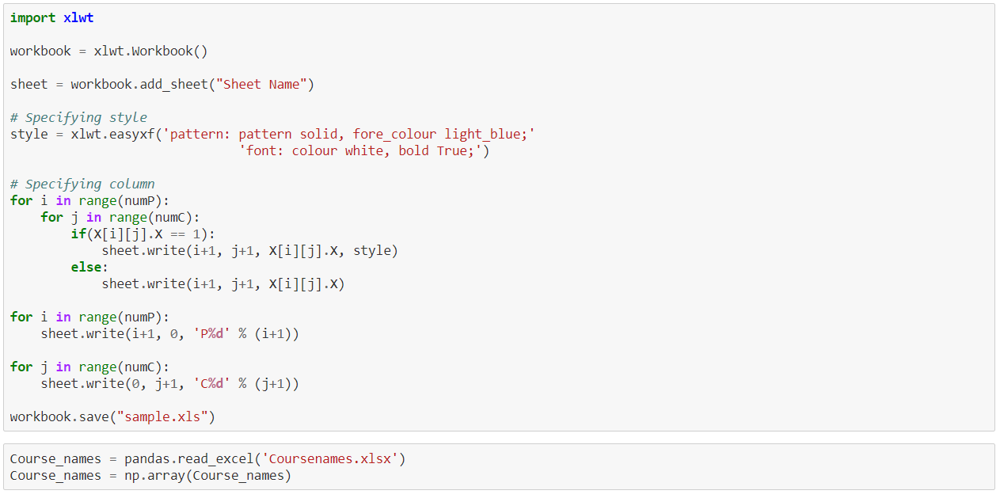 import xlwt

workbook = xlwt.Workbook()

sheet = workbook.add_sheet("Sheet Name")

# Specifying style
style = xlwt.easyxf('pattern: pattern solid, fore_colour light_blue;'
                              'font: colour white, bold True;')

# Specifying column
for i in range(numP):
    for j in range(numC):
        if(X[i][j].X == 1):
            sheet.write(i+1, j+1, X[i][j].X, style)
        else:
            sheet.write(i+1, j+1, X[i][j].X)

for i in range(numP):
    sheet.write(i+1, 0, 'P%d' % (i+1))

for j in range(numC):
    sheet.write(0, j+1, 'C%d' % (j+1))

workbook.save("sample.xls")

Course_names = pandas.read_excel('Coursenames.xlsx')
Course_names = np.array(Course_names)